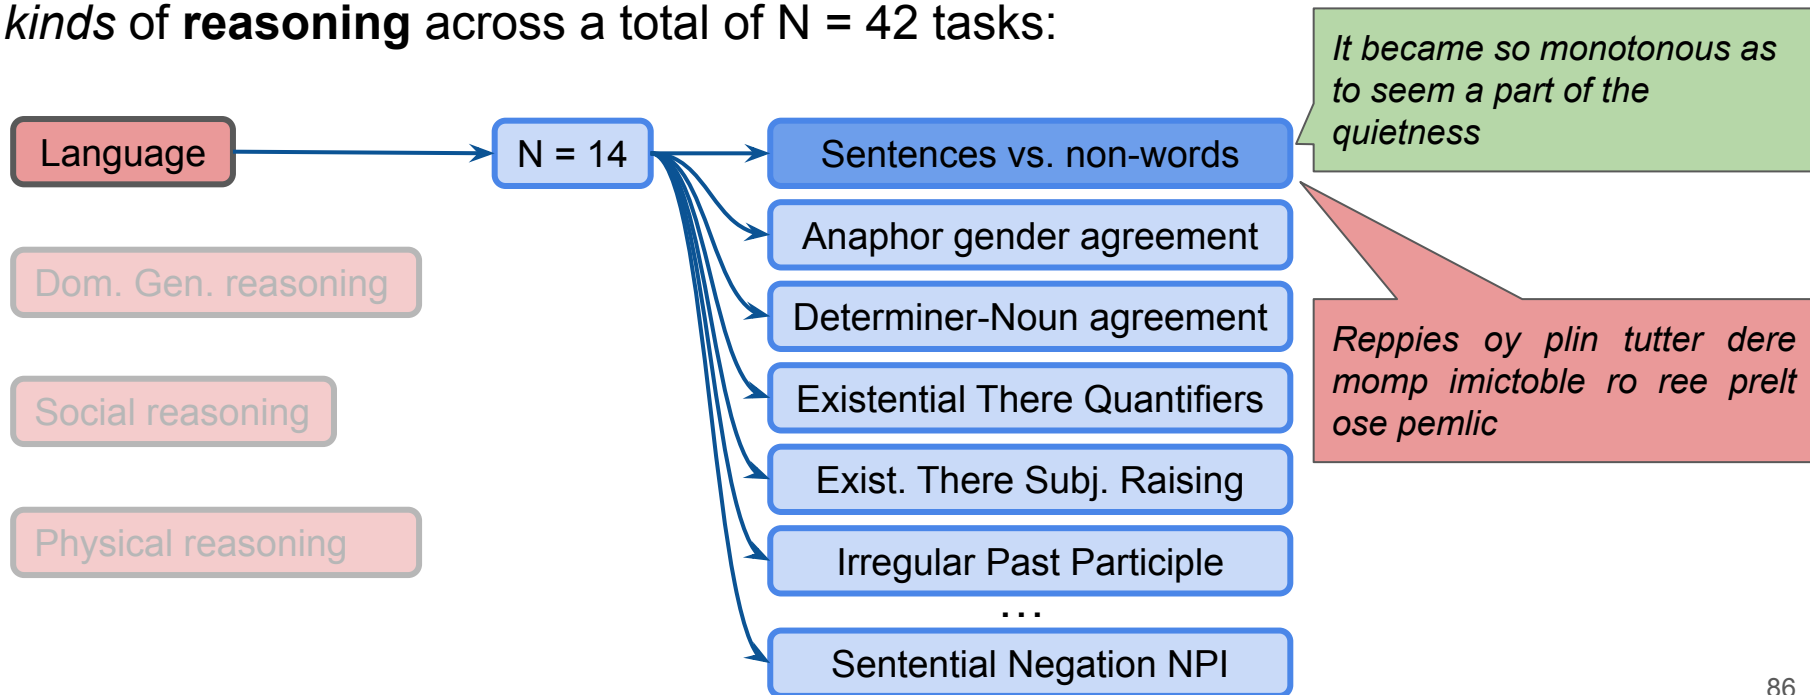 kinds of reasoning across a total of N = 42 tasks:
It became so monotonous as
to seem a part of the
quietness
Language
N = 14
Sentences vs. non-words
Anaphor gender agreement
Dom. Gen. reasoning
Determiner-Noun agreement
Reppies oy plin tutter dere
momp imictoble ro ree prelt
ose pemlic
Existential There Quantifiers
Social reasoning
Exist. There Subj. Raising
Physical reasoning
Irregular Past Participle
...
Sentential Negation NPI
86